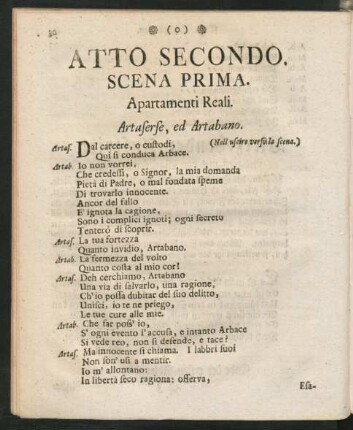 (0)
ATTO SECONDO.
SCENA PRIMA.
Apartamenti Reali.
Artaserse, ed Artabano.
Artas. Dal carcere, o custodi, (Nell' uscire verso la scena.)
Qui si conduca Arbace.
Artab. Io non vorrei,
Che credessi, o Signor, la mia domanda
Pietà di Padre, o mal fondata speme
Di trovarlo innocente.
Ancor del fallo
E' ignota la cagione,
Sono i complici ignoti; ogni secreto
Tenterò di scoprir.
Artas. La tua fortezza
Quanto invidio, Artabano.
Artab. La fermezza del volto
Quanto costa al mio cor!
Artas. Deh cerchiamo, Artabano
Una via di salvarlo, una ragione,
Ch'io possa dubitar del suo delitto,
Unisci, io te ne priego,
Le tue cure alle mie.
Artab. Che far poss' io,
S' ogni evento l'accusa, e intanto Arbace
Si vede reo, non si defende, e tace?
Artas. Ma innocente si chiama. I labbri suoi
Non son' usi a mentir.
Io m' allontano:
In libertà seco ragiona: osserva,
Esa-